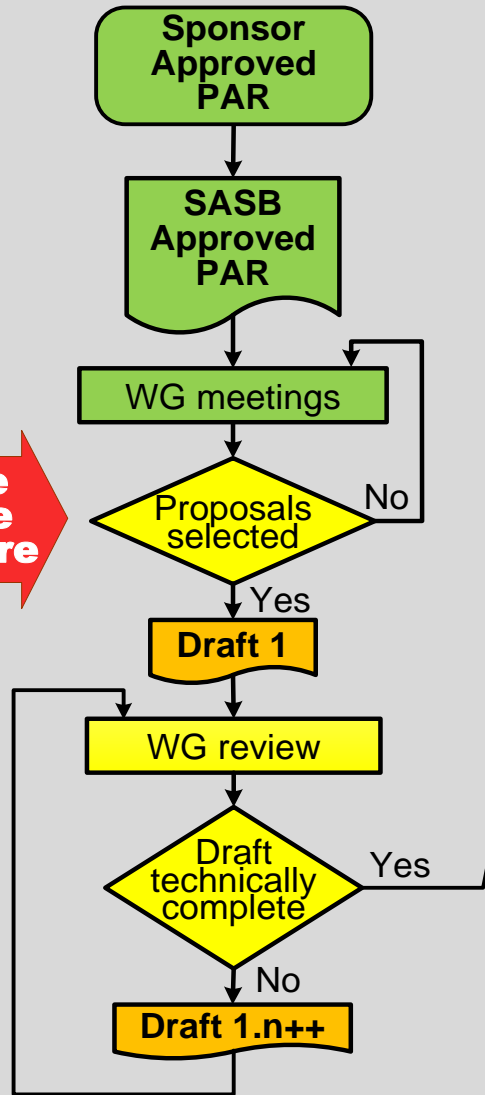 Sponsor
Approved
PAR
SASB
Approved
PAR
WG meetings
Proposals
selected
No
Yes
Draft 1
WG review
Draft
technically
complete
Yes
No
Draft 1.n++